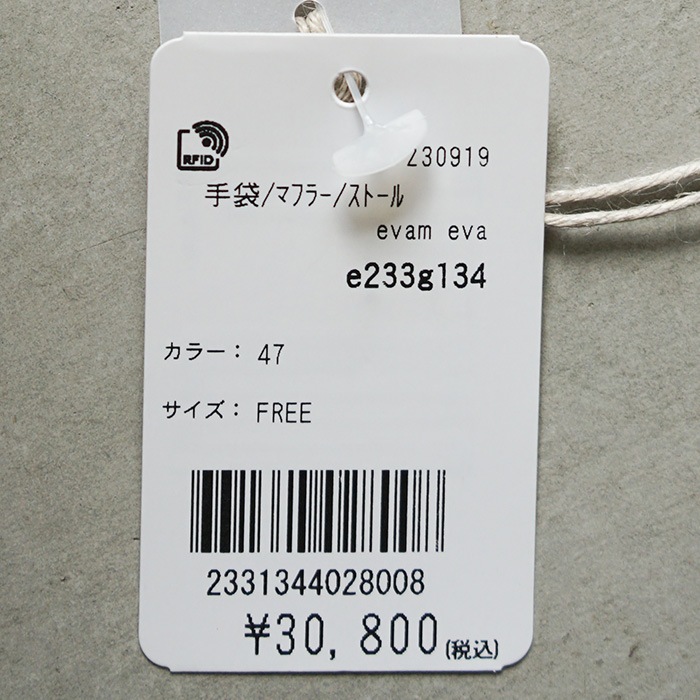 RFID
230919
手袋/ﾏﾌﾗｰ/ｽﾄｰﾙ
evam eva
e233g134
カラー： 47
サイズ： FREE
2331344028008
¥30,800(税込)